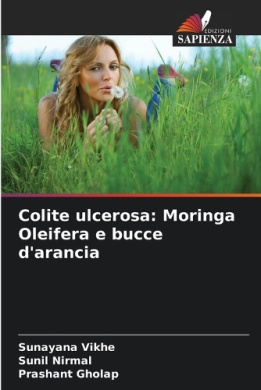 EDIZIONI
SAPIENZA
Colite ulcerosa: Moringa
Oleifera e bucce
d'arancia
Sunayana Vikhe
Sunil Nirmal
Prashant Gholap